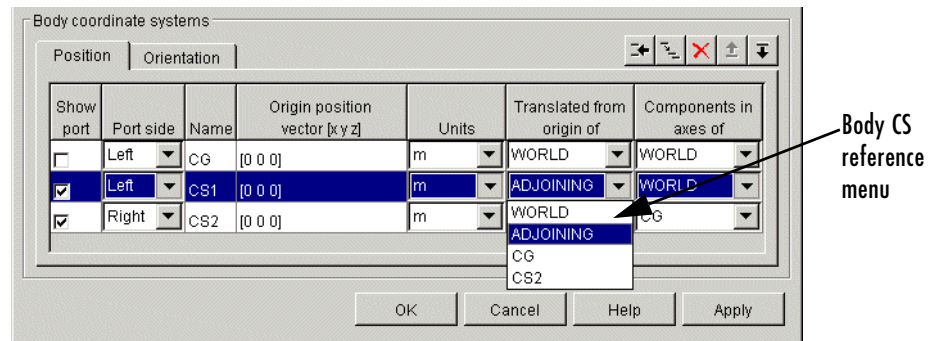 Body coordinate systems
Position Orientation
Show port Port side Name Origin position vector [x y z] Units Translated from origin of Components in axes of
Left CG [0 0 0] m WORLD WORLD
Left CS1 [0 0 0] m ADJOINING WORLD
Right CS2 [0 0 0] m CG
WORLD
ADJOINING
CG
CS2
OK Cancel Help Apply
Body CS
reference
menu